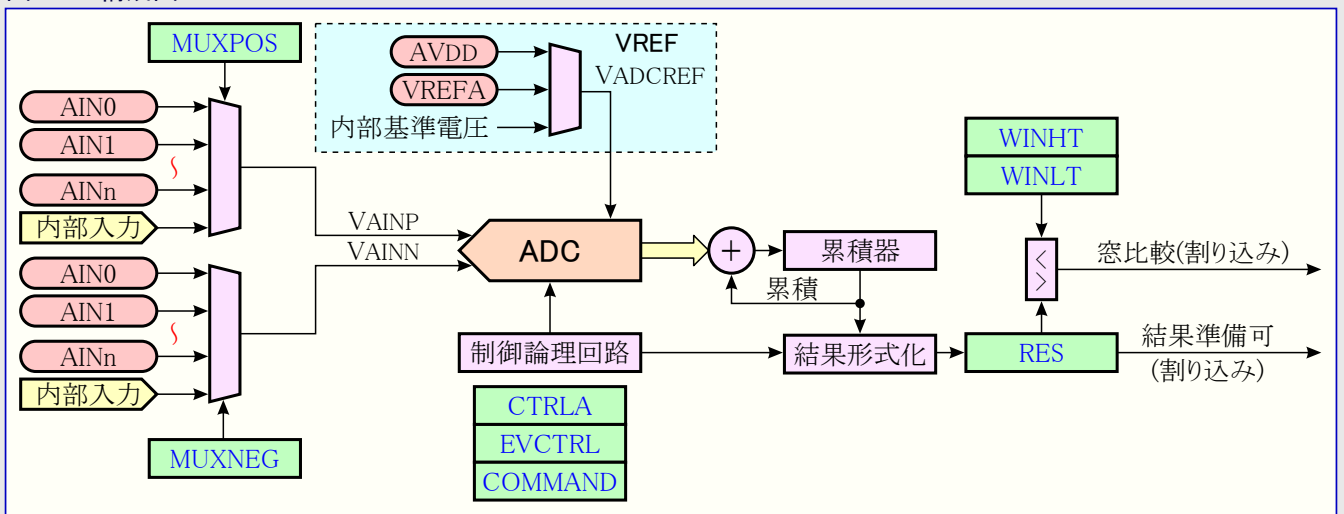 MUXPOS
AIN0
AIN1
AINn
内部入力
AIN0
AIN1
AINn
内部入力
MUXNEG
VAINP
VAINN
AVDD
VREFA
内部基準電圧
VREF
VADCREF
ADC
制御論理回路
CTRLA
EVCTRL
COMMAND
+
累積器
累積
結果形式化
WINHT
WINLT
< >
RES
窓比較(割り込み)
結果準備可
(割り込み)